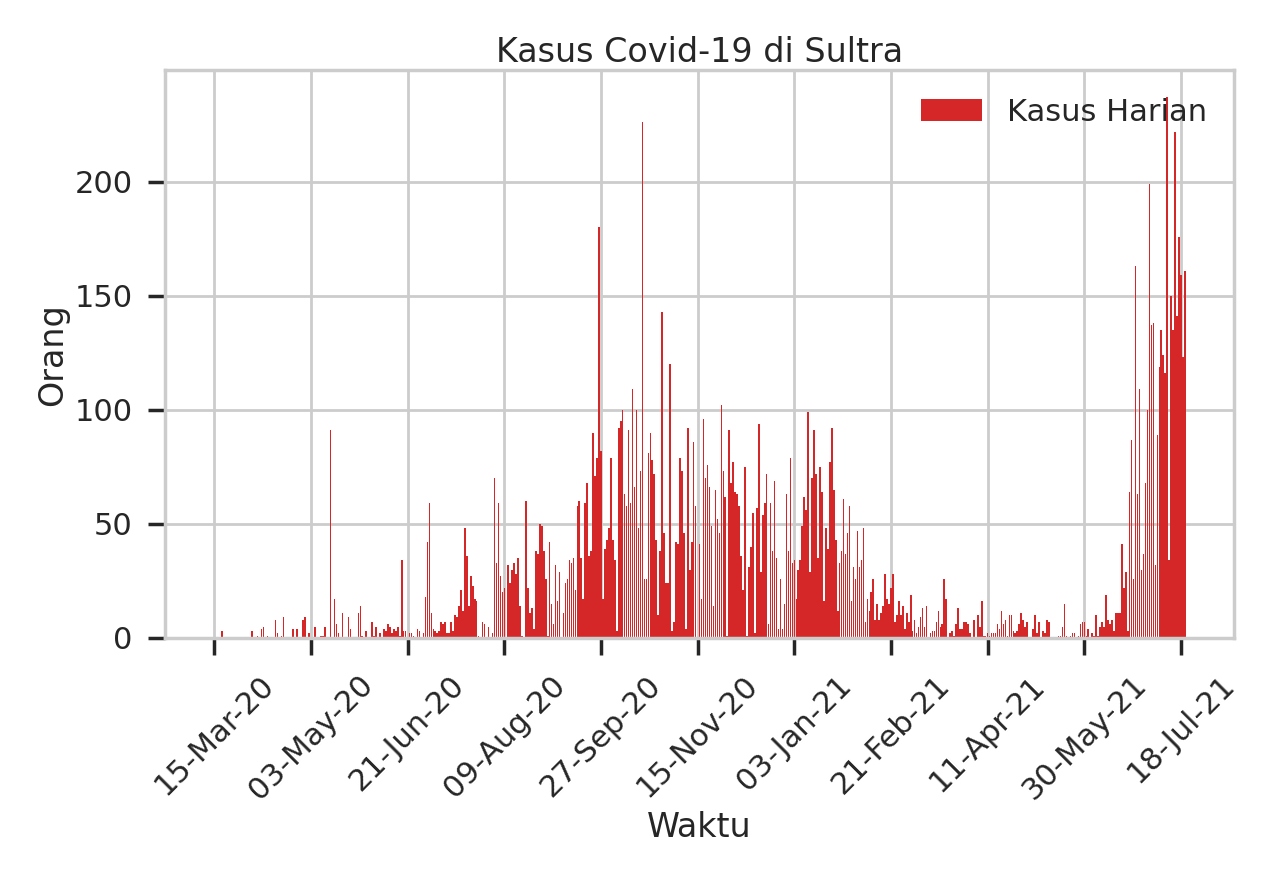 Kasus Covid-19 di Sultra
Kasus Harian
Orang
200
150
100
50
0
15-Mar-20
03-May-20
21-Jun-20
09-Aug-20
27-Sep-20
15-Nov-20
03-Jan-21
21-Feb-21
11-Apr-21
30-May-21
18-Jul-21
Waktu